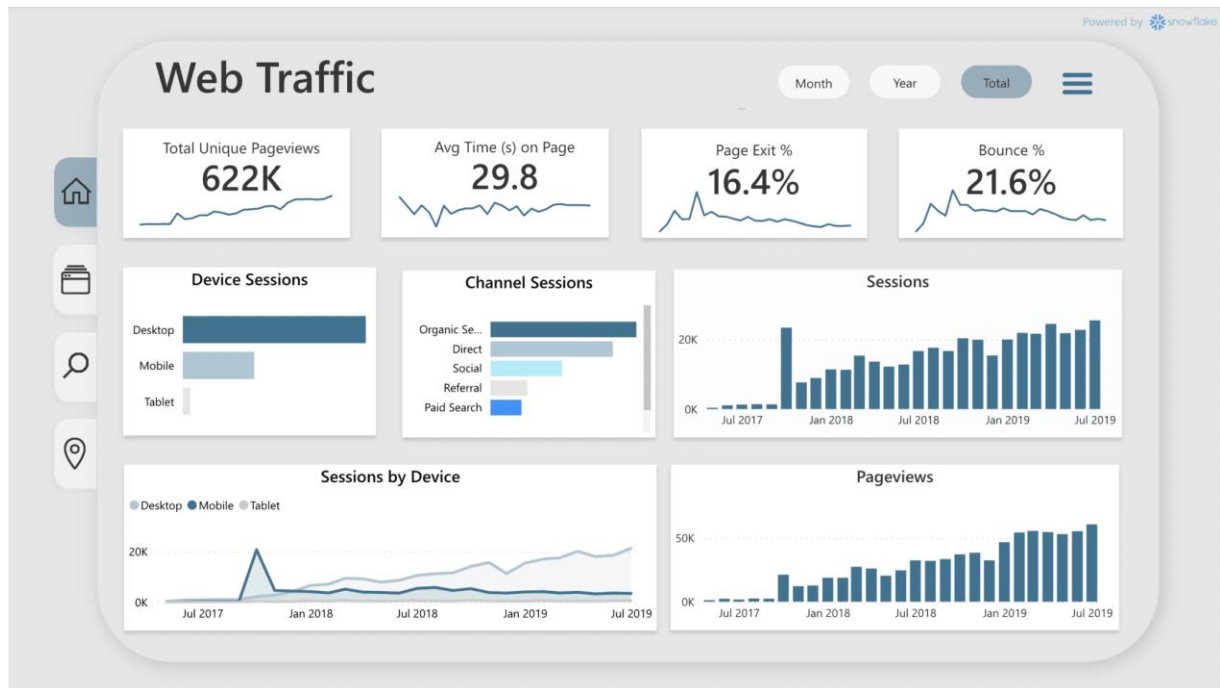 Powered by snowflake
Web Traffic
Month
Year
Total
Total Unique Pageviews
622K
Avg Time (s) on Page
29.8
Page Exit %
16.4%
Bounce %
21.6%
Device Sessions
Desktop
Mobile
Tablet
Channel Sessions
Organic Se...
Direct
Social
Referral
Paid Search
Sessions
20K
0K
Jul 2017 Jan 2018 Jul 2018 Jan 2019 Jul 2019
Sessions by Device
Desktop Mobile Tablet
20K
0K
Jul 2017 Jan 2018 Jul 2018 Jan 2019 Jul 2019
Pageviews
50K
0K
Jul 2017 Jan 2018 Jul 2018 Jan 2019 Jul 2019